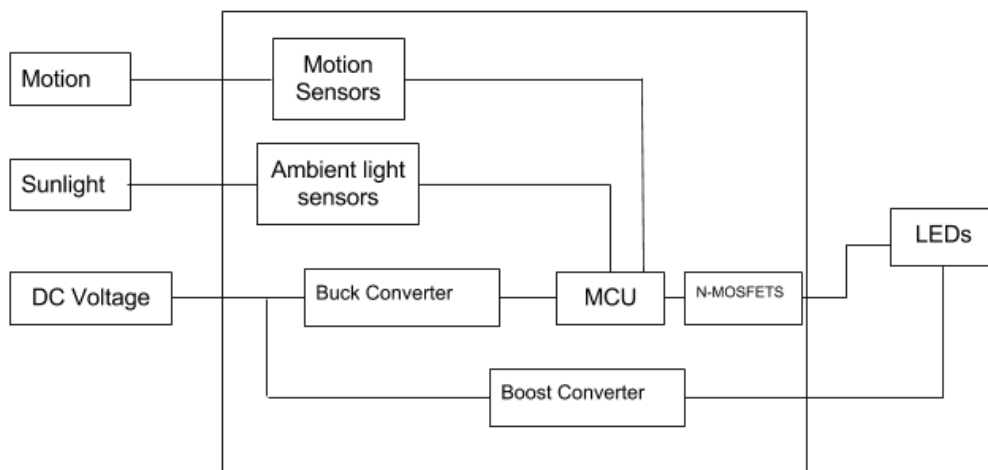 Motion
Motion
Sensors
Sunlight
Ambient light
sensors
LEDs
DC Voltage
Buck Converter
MCU
N-MOSFETS
Boost Converter